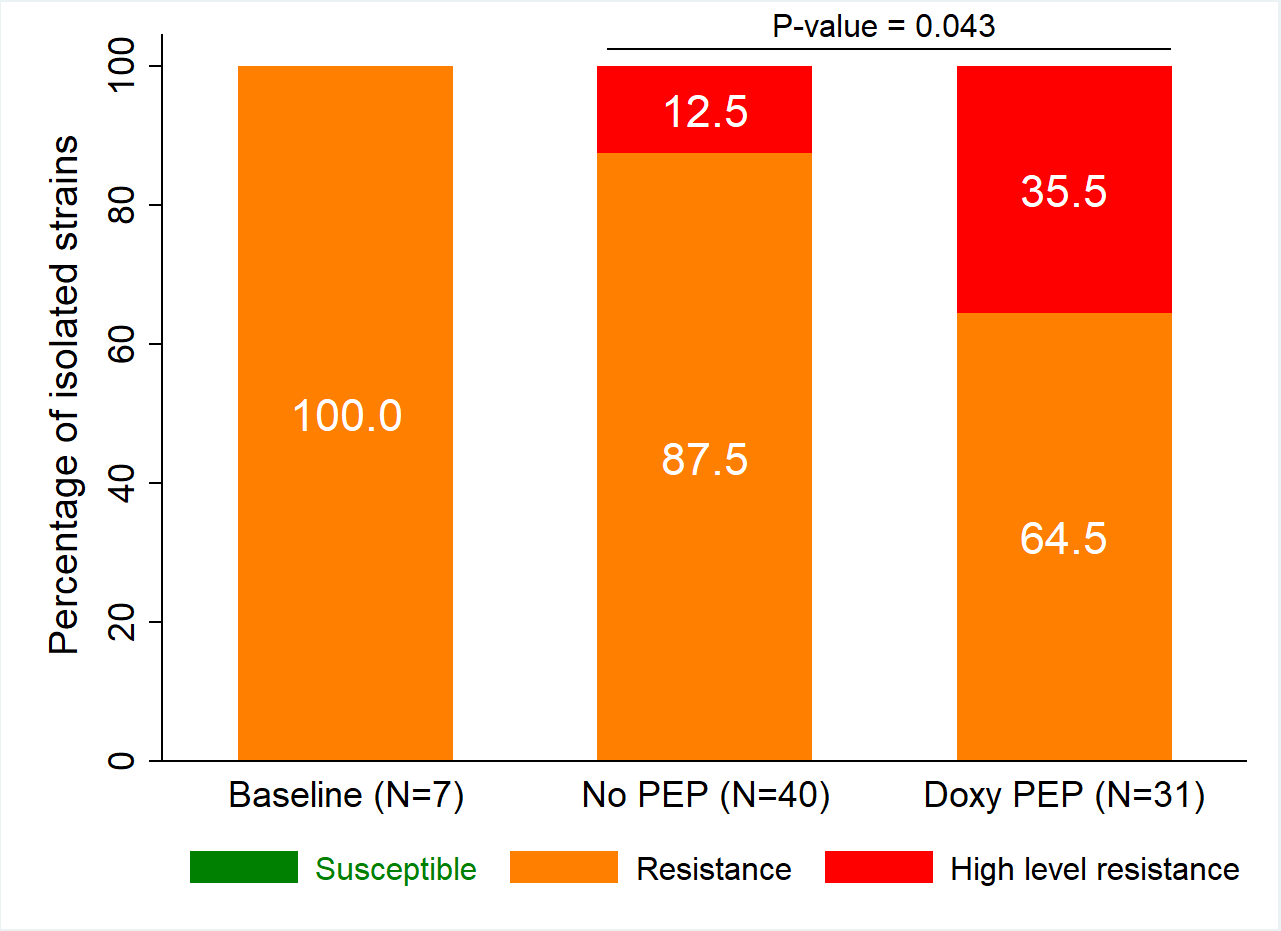 P-value = 0.043
Percentage of isolated strains
100
80
60
40
20
0
100.0
12.5
87.5
35.5
64.5
Baseline (N=7)
No PEP (N=40)
Doxy PEP (N=31)
Susceptible
Resistance
High level resistance